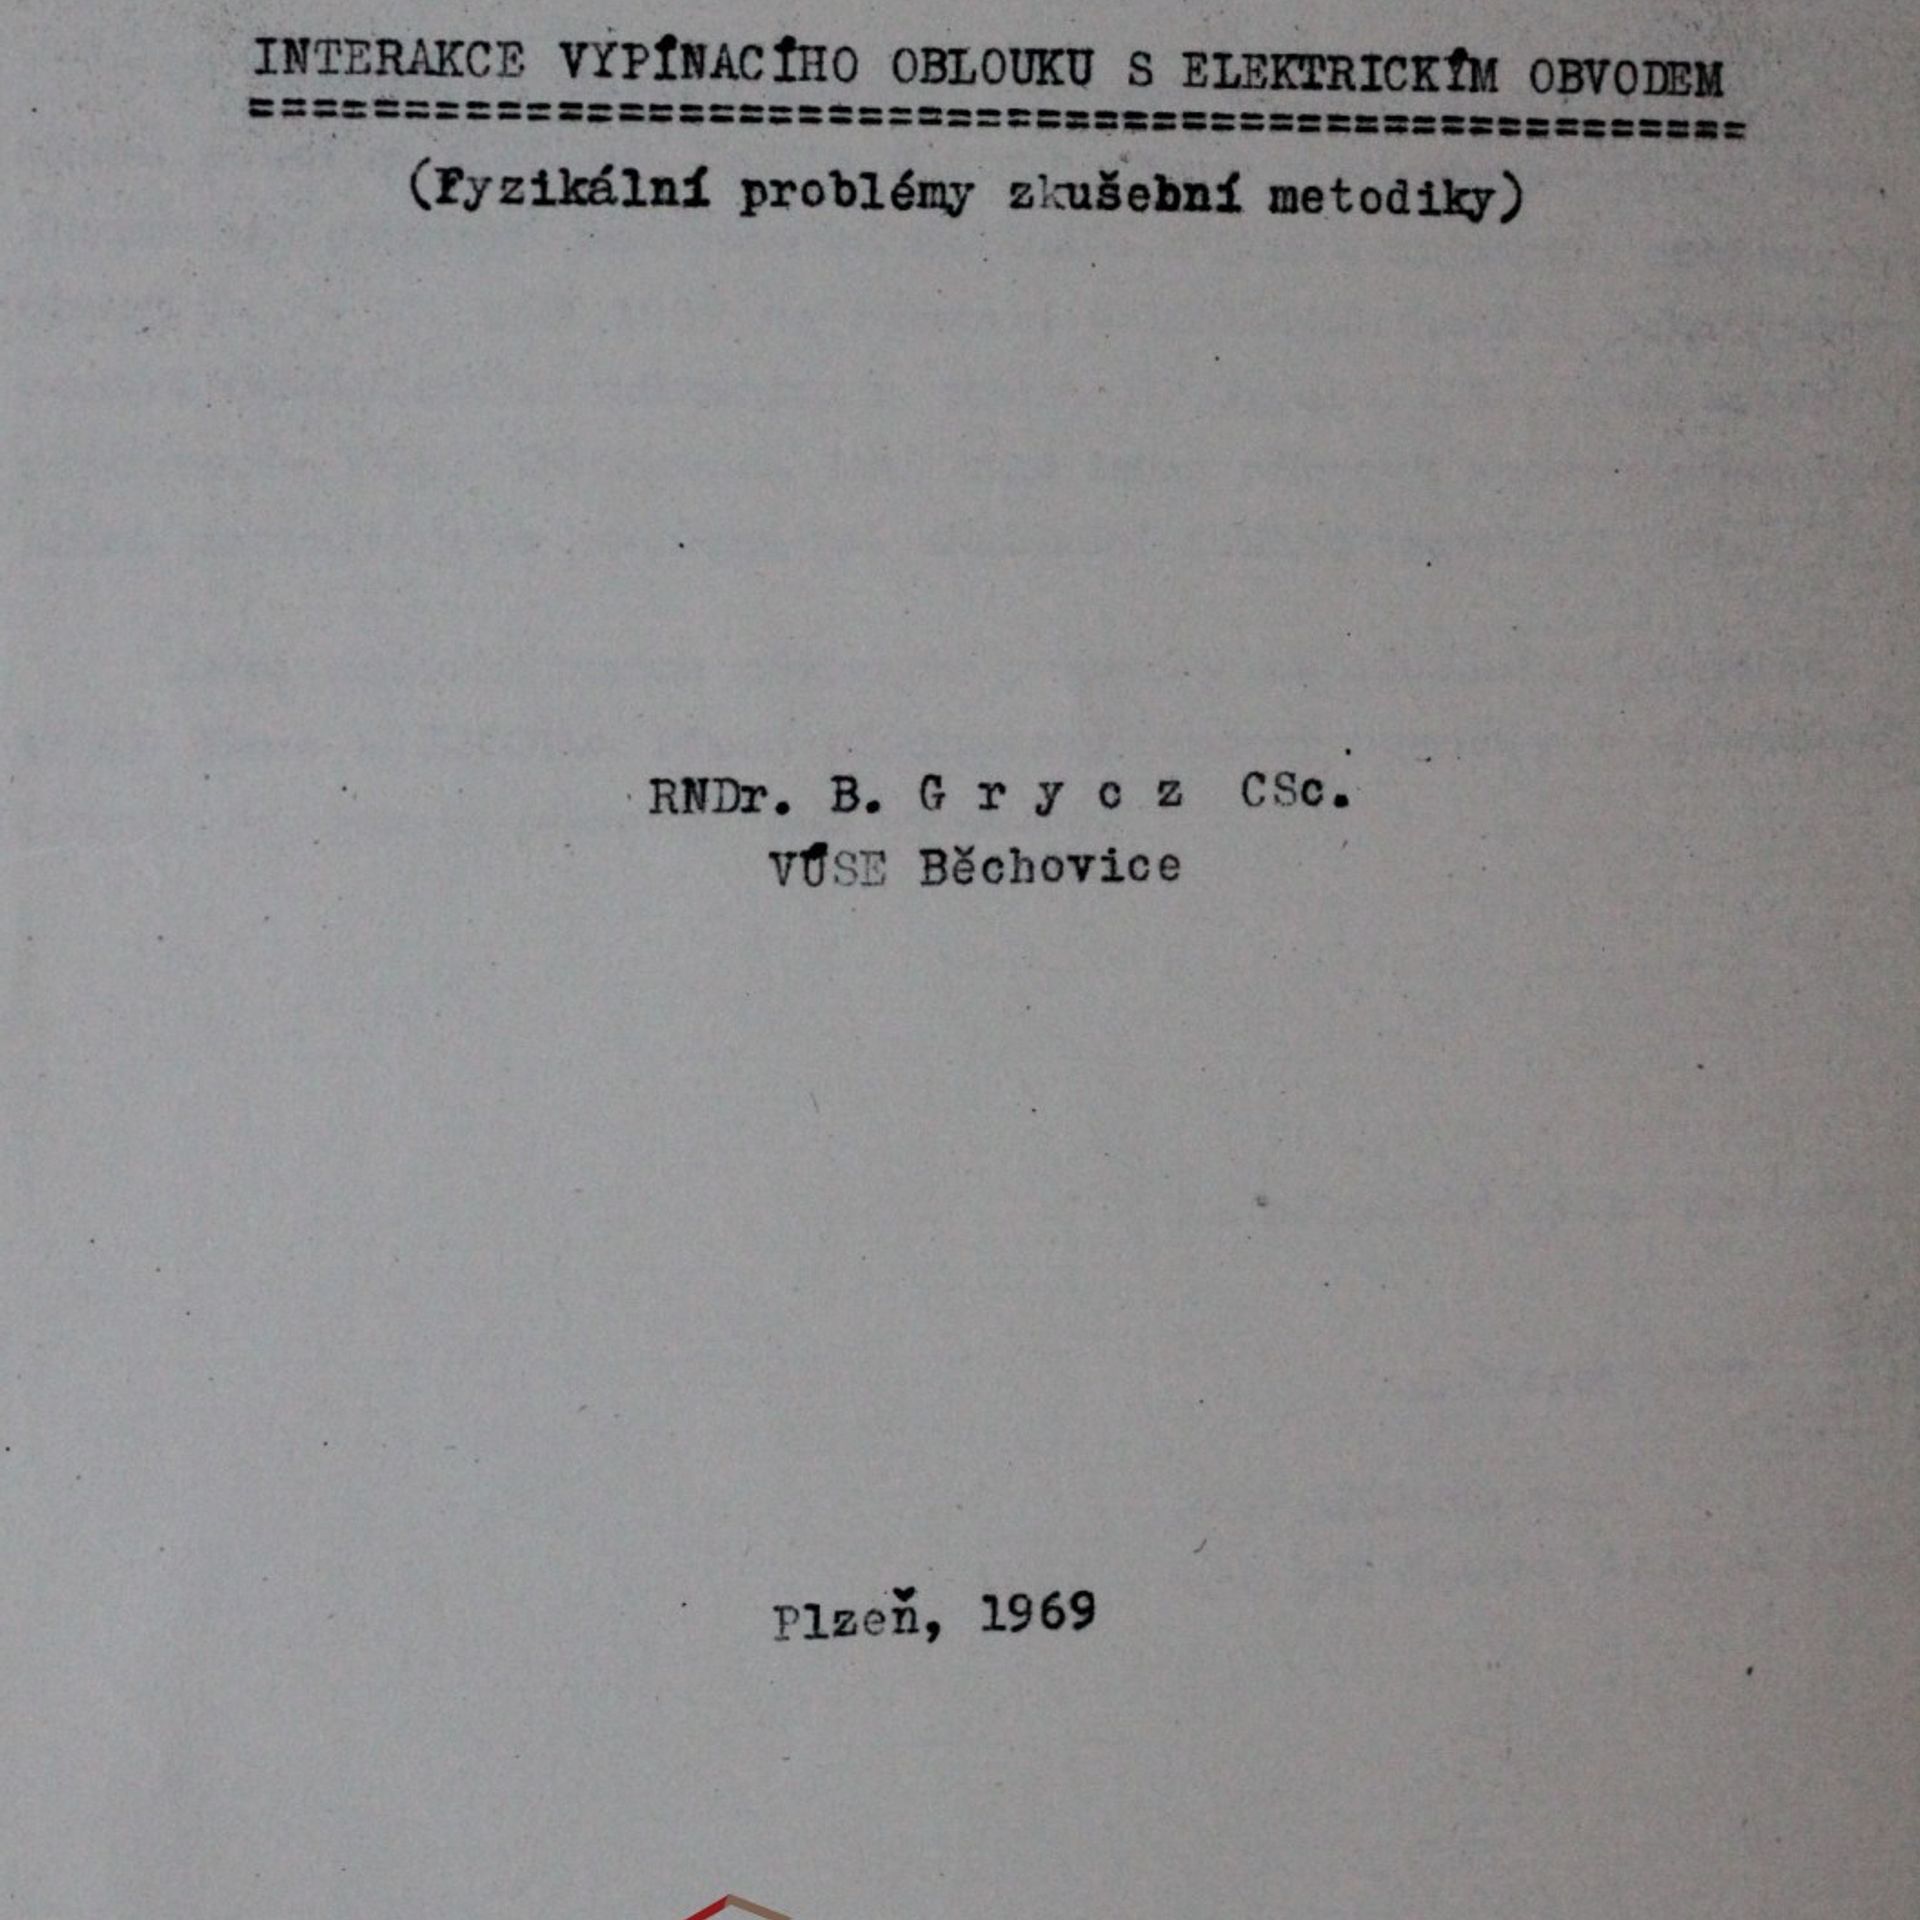 INTERAKCE VYPÍNACÍHO OBLOUKU S ELEKTRICKÝM OBVODEM
==================================================
(Fyzikální problémy zkušební metodiky)
RNDr. B. G r y c z CSc.
VÚSE Běchovice
Plzeň, 1969